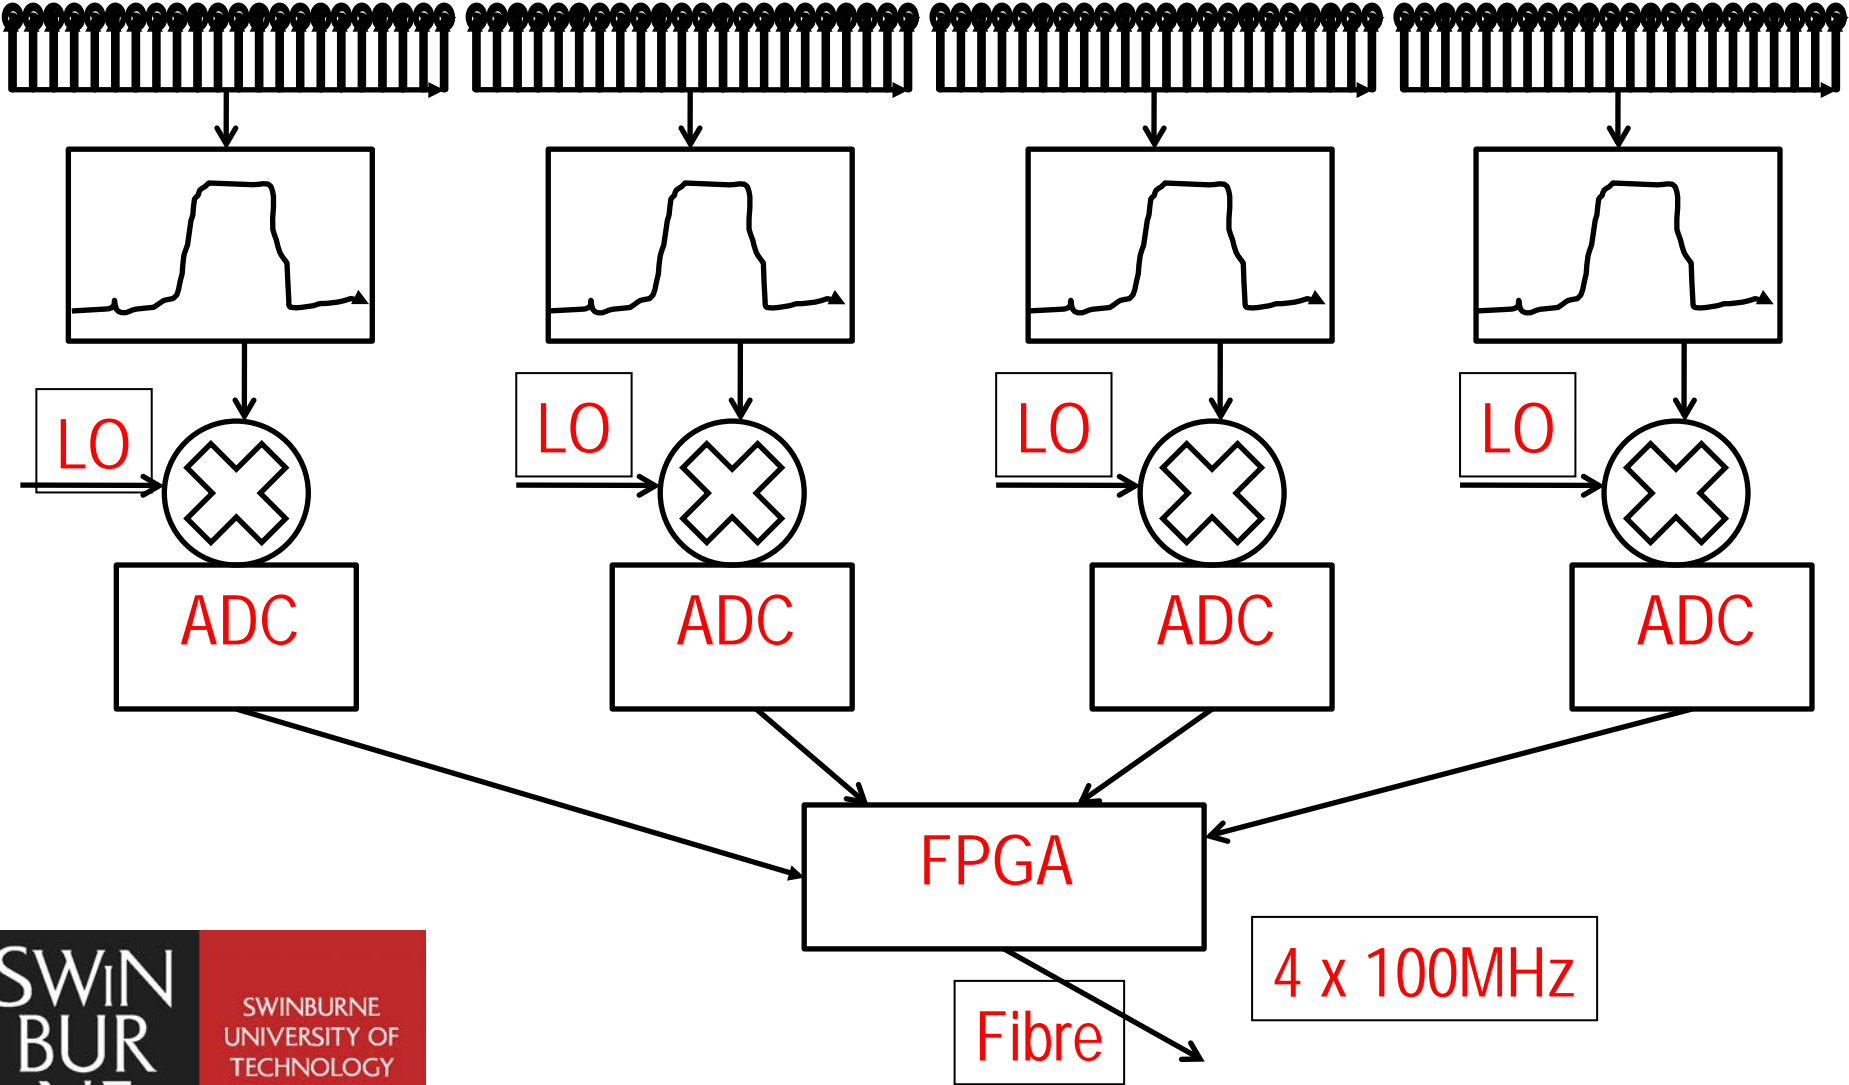 LO
LO
LO
LO
ADC
ADC
ADC
ADC
FPGA
4 x 100MHz
Fibre
SWIN
BUR
SWINBURNE
UNIVERSITY OF
TECHNOLOGY